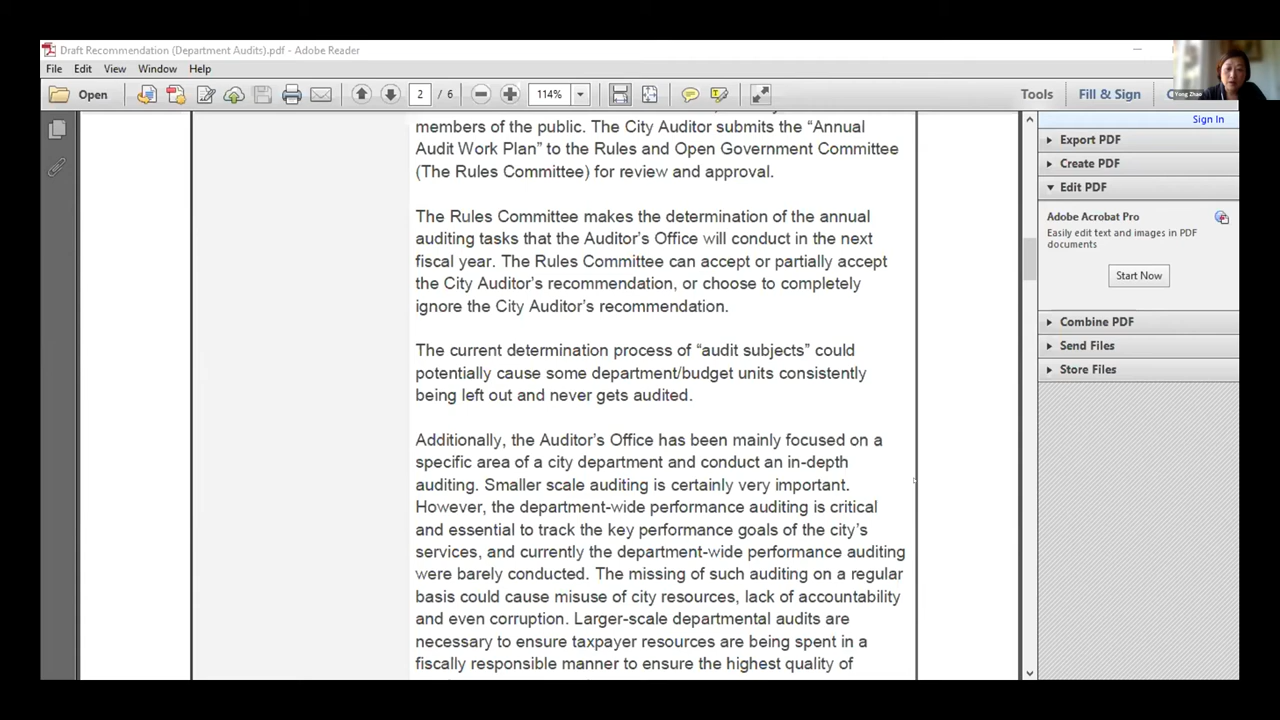 Draft Recommendation (Department Audits).pdf - Adobe Reader
File Edit View Window Help
Open 2 / 6 114% Tools Fill & Sign
Yong Zhao
Sign In
Export PDF
Create PDF
Edit PDF
Adobe Acrobat Pro
Easily edit text and images in PDF
documents
Start Now
Combine PDF
Send Files
Store Files
members of the public. The City Auditor submits the “Annual
Audit Work Plan” to the Rules and Open Government Committee
(The Rules Committee) for review and approval.
The Rules Committee makes the determination of the annual
auditing tasks that the Auditor’s Office will conduct in the next
fiscal year. The Rules Committee can accept or partially accept
the City Auditor’s recommendation, or choose to completely
ignore the City Auditor’s recommendation.
The current determination process of “audit subjects” could
potentially cause some department/budget units consistently
being left out and never gets audited.
Additionally, the Auditor’s Office has been mainly focused on a
specific area of a city department and conduct an in-depth
auditing. Smaller scale auditing is certainly very important.
However, the department-wide performance auditing is critical
and essential to track the key performance goals of the city’s
services, and currently the department-wide performance auditing
were barely conducted. The missing of such auditing on a regular
basis could cause misuse of city resources, lack of accountability
and even corruption. Larger-scale departmental audits are
necessary to ensure taxpayer resources are being spent in a
fiscally responsible manner to ensure the highest quality of